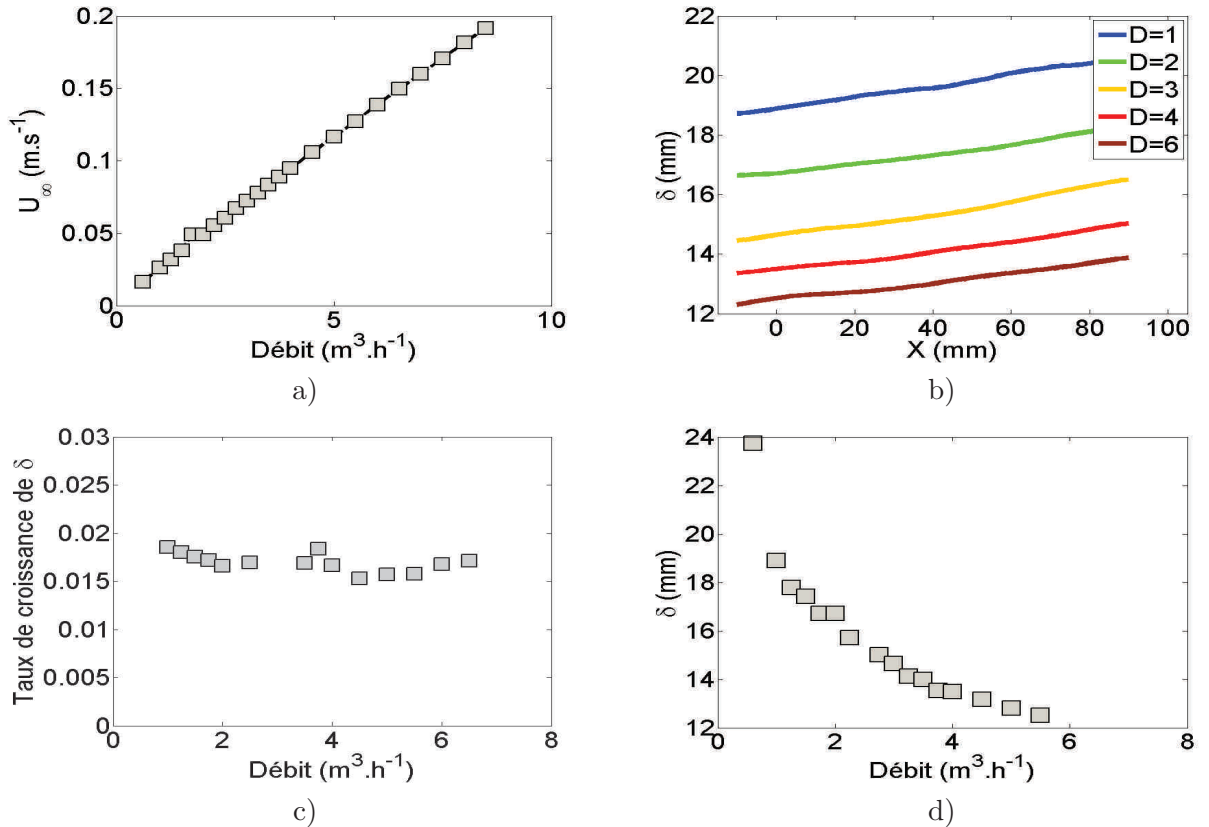 0.2
0.15
0.1
0.05
0
0
5
10
U∞ (m.s-1)
Débit (m3.h-1)
a)
22
20
18
16
14
12
0
20
40
60
80
100
δ (mm)
X (mm)
D=1
D=2
D=3
D=4
D=6
b)
0.03
0.025
0.02
0.015
0.01
0.005
0
0
2
4
6
8
Taux de croissance de δ
Débit (m3.h-1)
c)
24
22
20
18
16
14
12
0
2
4
6
8
δ (mm)
Débit (m3.h-1)
d)